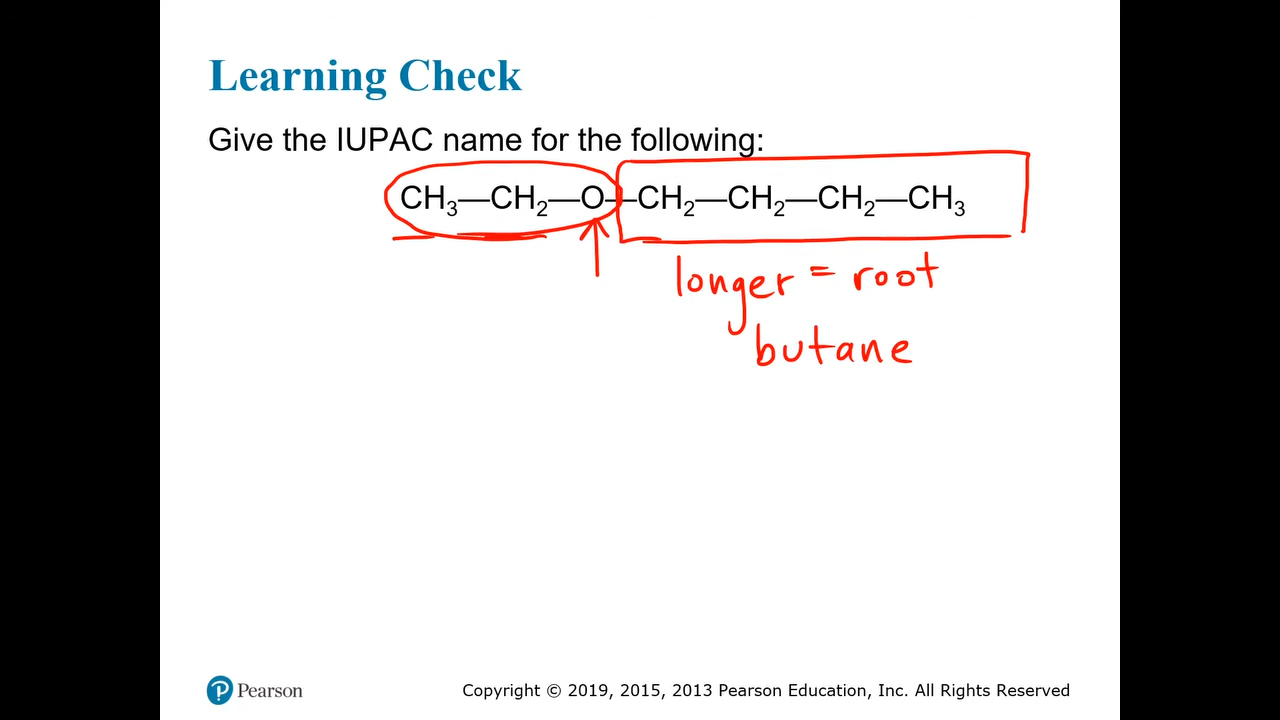 Learning Check
Give the IUPAC name for the following:
CH₃—CH₂—O—CH₂—CH₂—CH₂—CH₃
longer = root
butane
Pearson
Copyright © 2019, 2015, 2013 Pearson Education, Inc. All Rights Reserved